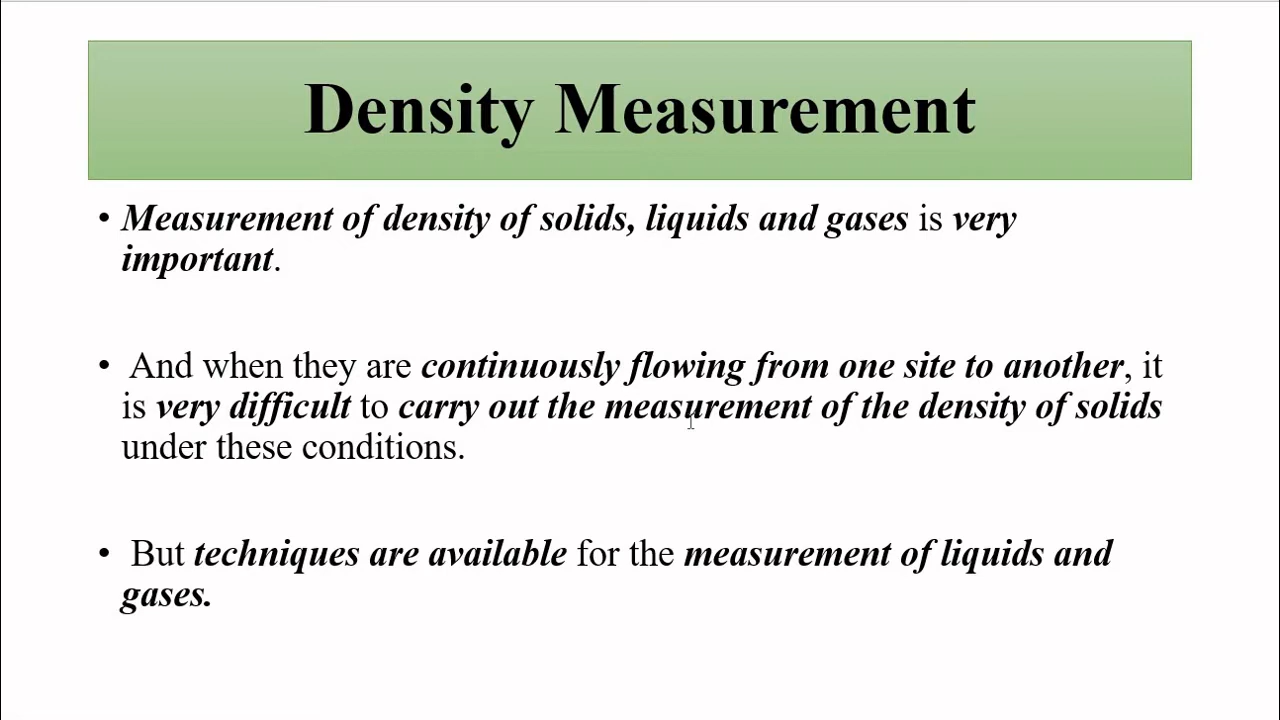 Density Measurement
• Measurement of density of solids, liquids and gases is very
important.
• And when they are continuously flowing from one site to another, it
is very difficult to carry out the measurement of the density of solids
under these conditions.
• But techniques are available for the measurement of liquids and
gases.